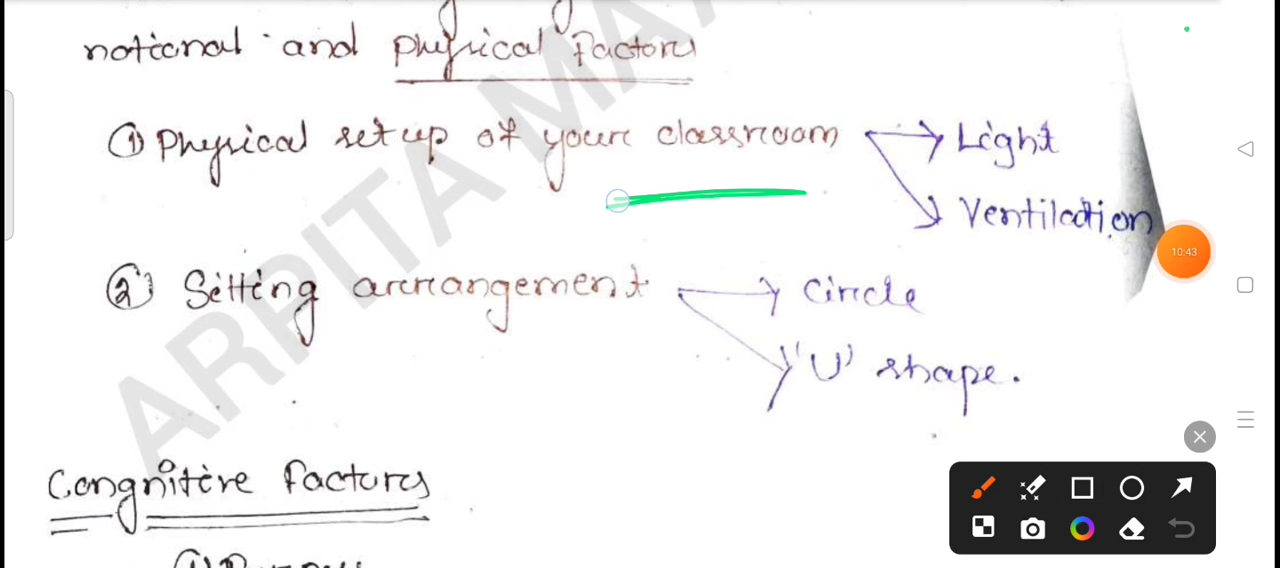 notional and physical factors
① Physical setup of your classroom → Light
→ Ventilation
② Sitting arrangement → Circle
→ 'U' shape.
Congnitive factors
ARPITA MA
10:43